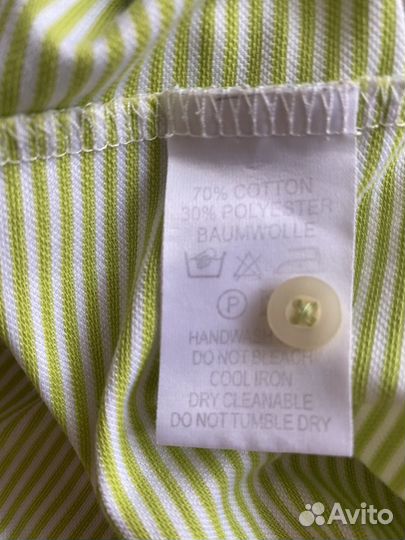 70% COTTON
30% POLYESTER
BAUMWOLLE
P
HANDWASH
DO NOT BLEACH
COOL IRON
DRY CLEANABLE
DO NOT TUMBLE DRY
Avito